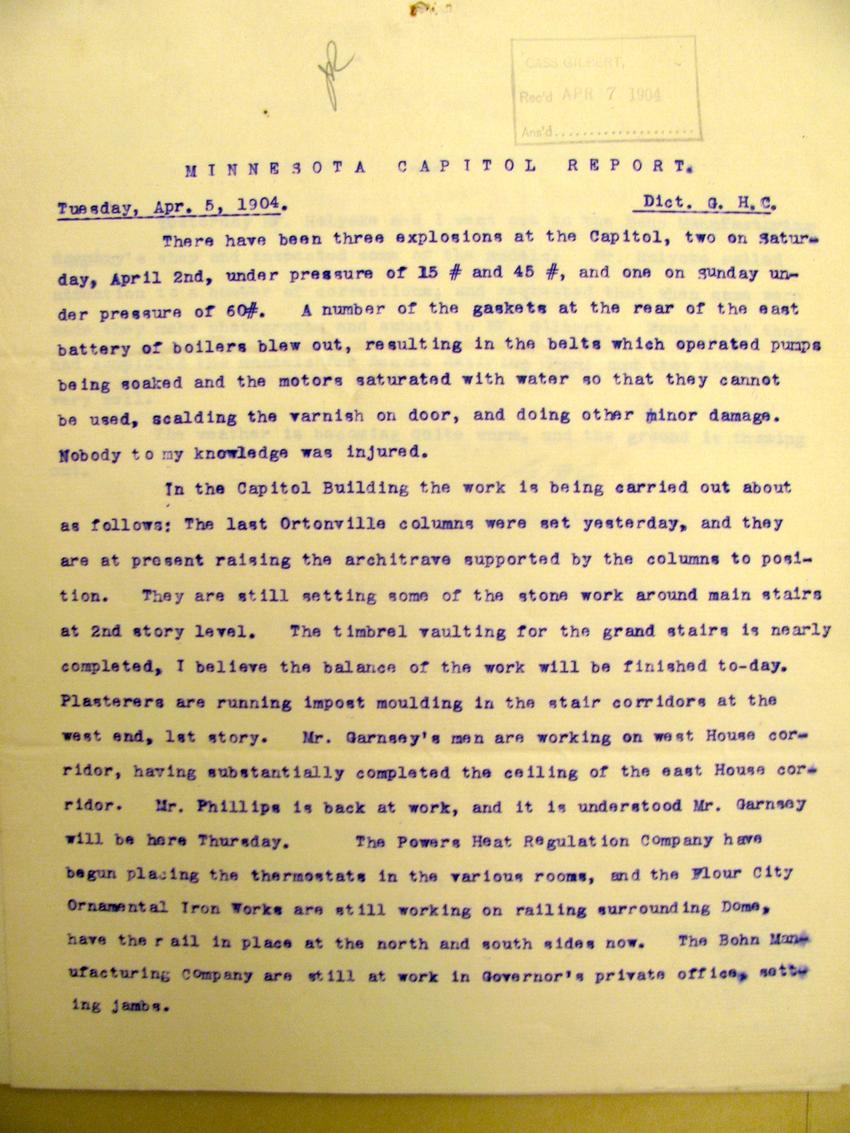 CASS GILBERT,
Rec'd APR 7 1904
Ans'd....................
MINNESOTA CAPITOL REPORT.
Tuesday, Apr. 5, 1904. Dict. G. H. C.
There have been three explosions at the Capitol, two on Satur-
day, April 2nd, under pressure of 15 # and 45 #, and one on Sunday un-
der pressure of 60#. A number of the gaskets at the rear of the east
battery of boilers blew out, resulting in the belts which operated pumps
being soaked and the motors saturated with water so that they cannot
be used, scalding the varnish on door, and doing other minor damage.
Nobody to my knowledge was injured.
In the Capitol Building the work is being carried out about
as follows: The last Ortonville columns were set yesterday, and they
are at present raising the architrave supported by the columns to posi-
tion. They are still setting some of the stone work around main stairs
at 2nd story level. The timbrel vaulting for the grand stairs is nearly
completed, I believe the balance of the work will be finished to-day.
Plasterers are running impost moulding in the stair corridors at the
west end, 1st story. Mr. Garnsey's men are working on west House cor-
ridor, having substantially completed the ceiling of the east House cor-
ridor. Mr. Phillips is back at work, and it is understood Mr. Garnsey
will be here Thursday. The Powers Heat Regulation Company have
begun placing the thermostats in the various rooms, and the Flour City
Ornamental Iron Works are still working on railing surrounding Dome,
have the rail in place at the north and south sides now. The Bohn Man-
ufacturing Company are still at work in Governor's private office, sett-
ing jambs.